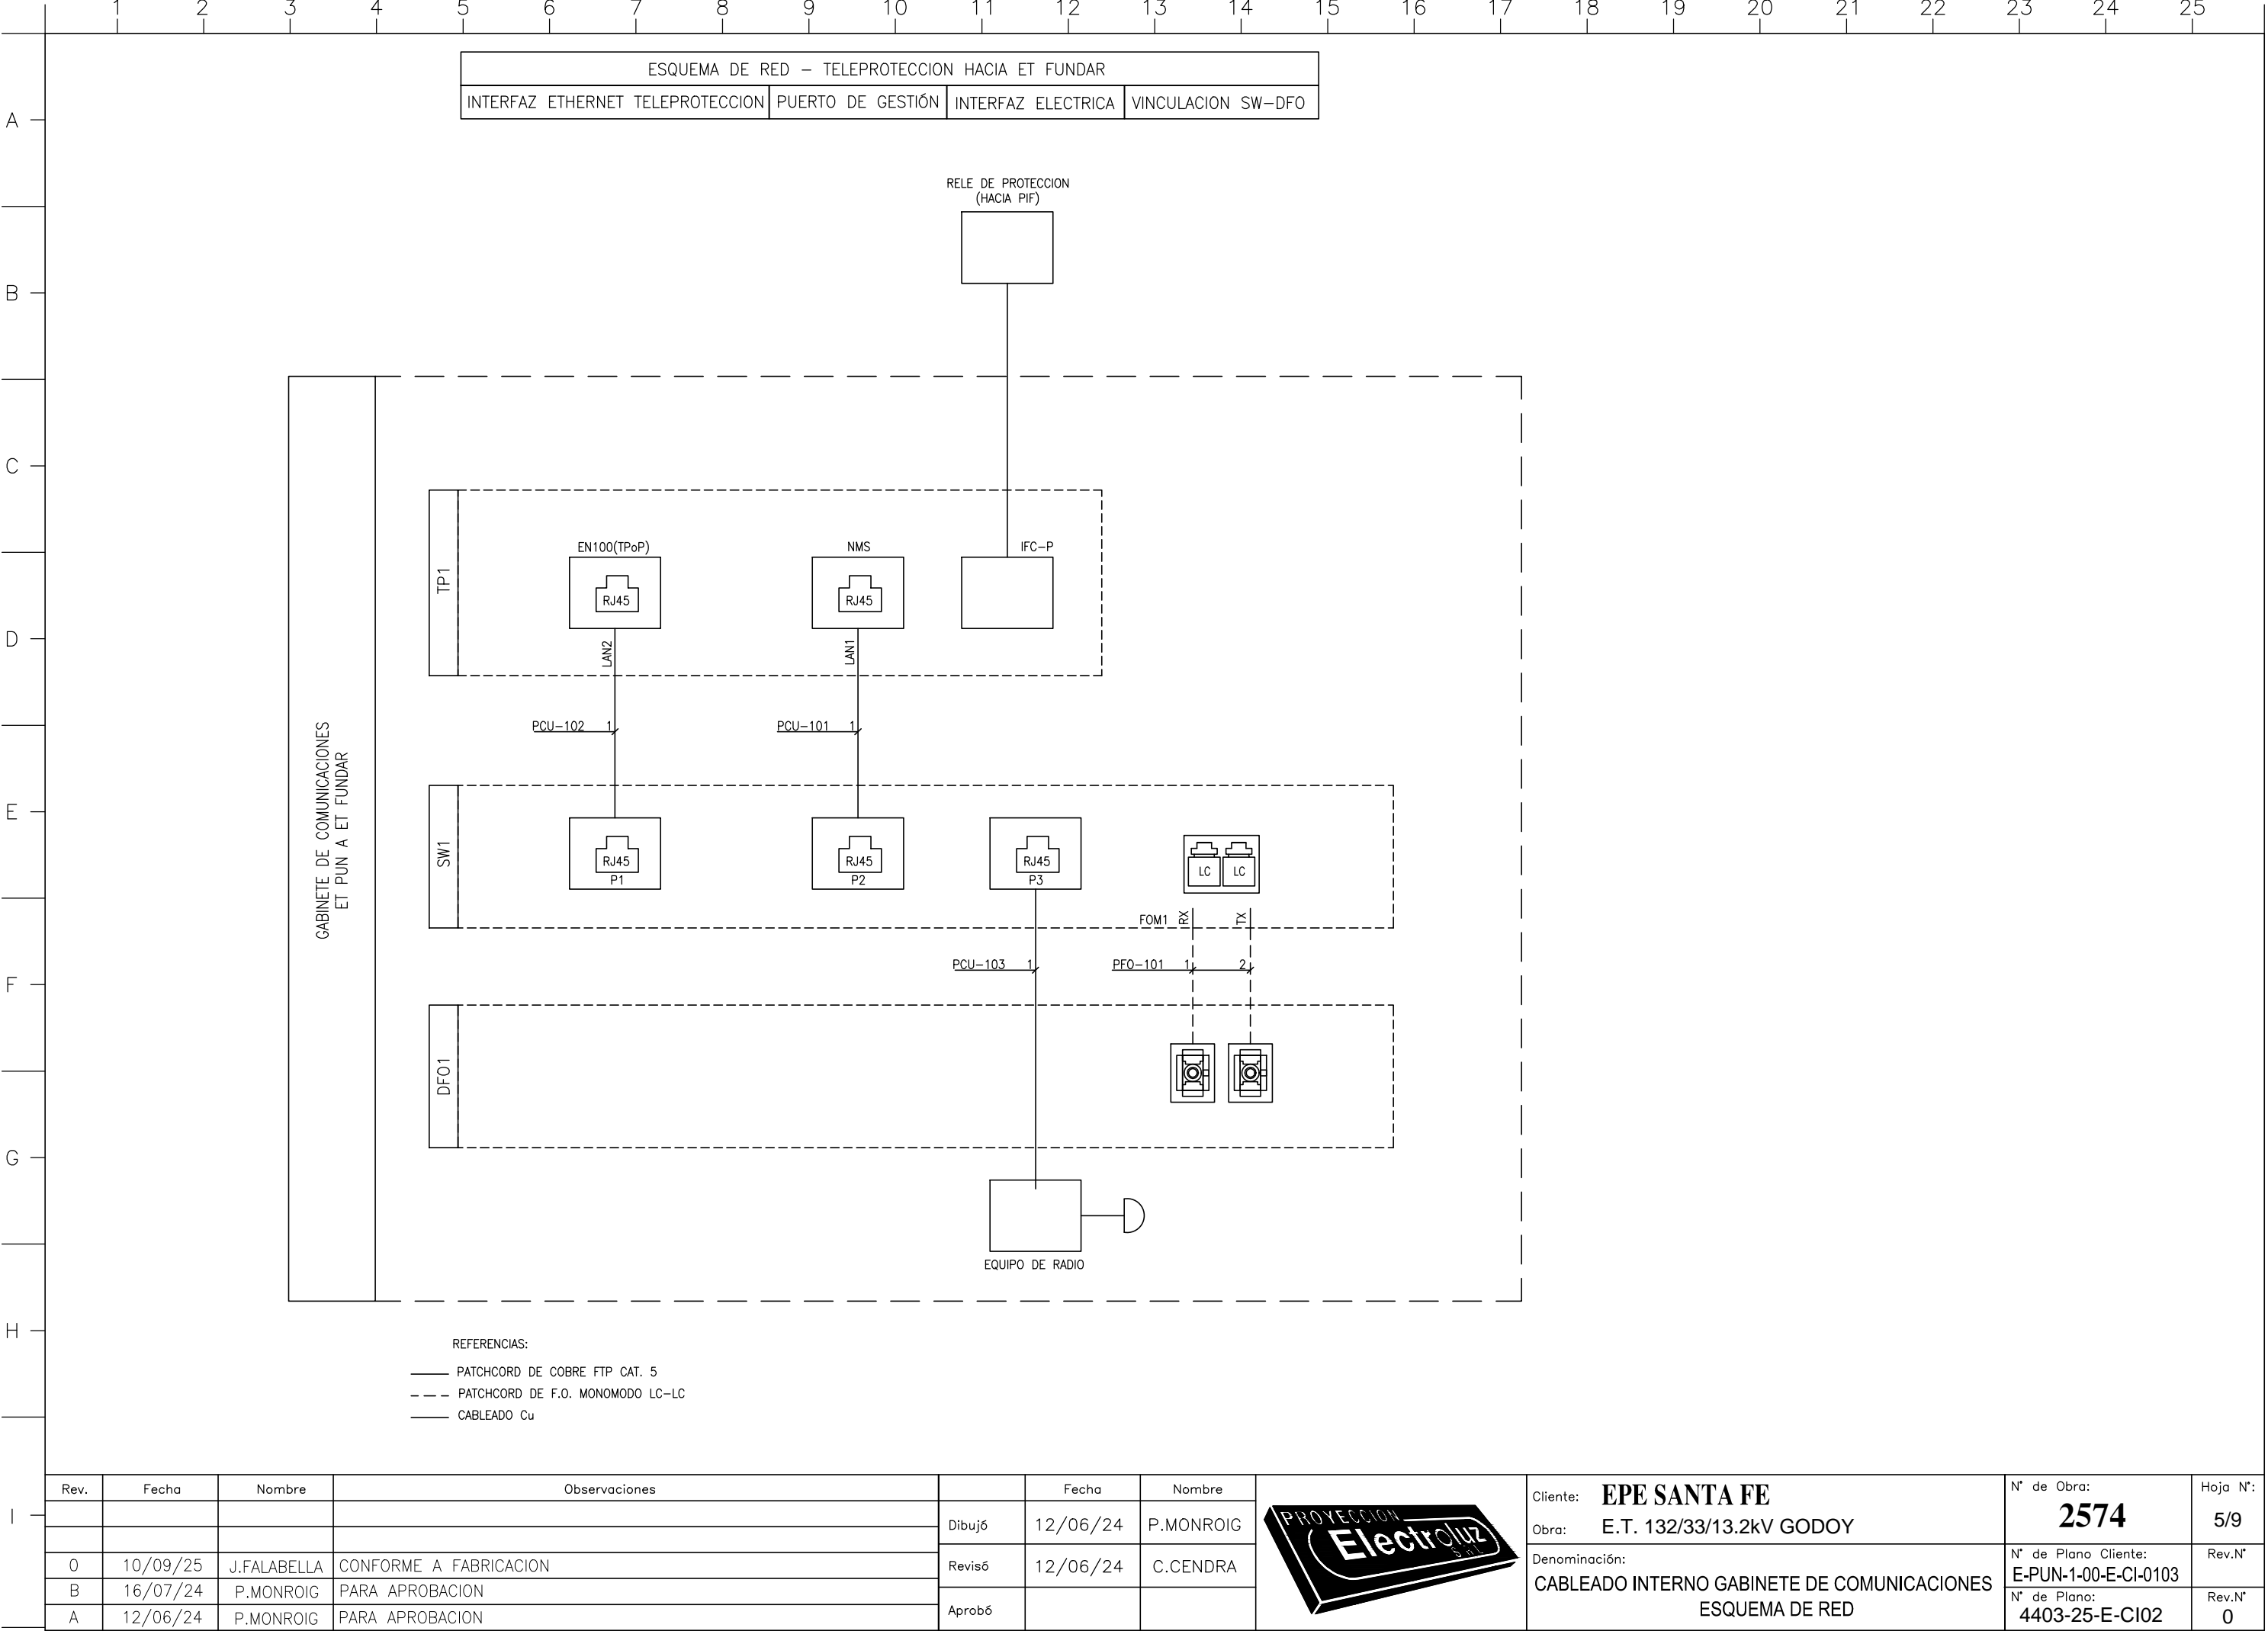 1 2 3 4 5 6 7 8 9 10 11 12 13 14 15 16 17 18 19 20 21 22 23 24 25
ESQUEMA DE RED – TELEPROTECCION HACIA ET FUNDAR
INTERFAZ ETHERNET TELEPROTECCION PUERTO DE GESTIÓN INTERFAZ ELECTRICA VINCULACION SW–DFO
A
RELE DE PROTECCION
(HACIA PIF)
B
C
EN100(TPoP) NMS IFC–P
TP1
RJ45 RJ45
D
LAN2 LAN1
PCU–102 1 PCU–101 1
GABINETE DE COMUNICACIONES
ET PUN A ET FUNDAR
E
SW1
RJ45 RJ45 RJ45 LC LC
P1 P2 P3
FOM1 RX TX
PCU–103 1 PFO–101 1 2
F
DFO1
G
EQUIPO DE RADIO
H
REFERENCIAS:
PATCHCORD DE COBRE FTP CAT. 5
PATCHCORD DE F.O. MONOMODO LC–LC
CABLEADO Cu
I
Rev. Fecha Nombre Observaciones
0 10/09/25 J.FALABELLA CONFORME A FABRICACION
B 16/07/24 P.MONROIG PARA APROBACION
A 12/06/24 P.MONROIG PARA APROBACION
Fecha Nombre
Dibujó 12/06/24 P.MONROIG
Revisó 12/06/24 C.CENDRA
Aprobó
PROYECCION
Electroluz
S R L
Cliente: EPE SANTA FE
Obra: E.T. 132/33/13.2kV GODOY
Denominación:
CABLEADO INTERNO GABINETE DE COMUNICACIONES
ESQUEMA DE RED
N° de Obra:
2574
Hoja N°:
5/9
N° de Plano Cliente:
E-PUN-1-00-E-CI-0103
Rev.N°
N° de Plano:
4403-25-E-CI02
Rev.N°
0